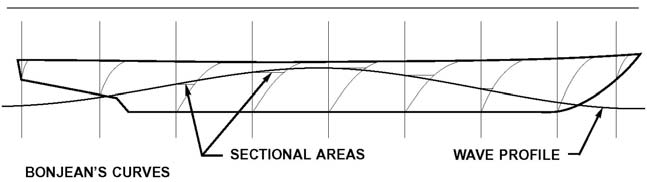 SECTIONAL AREAS
WAVE PROFILE
BONJEAN'S CURVES